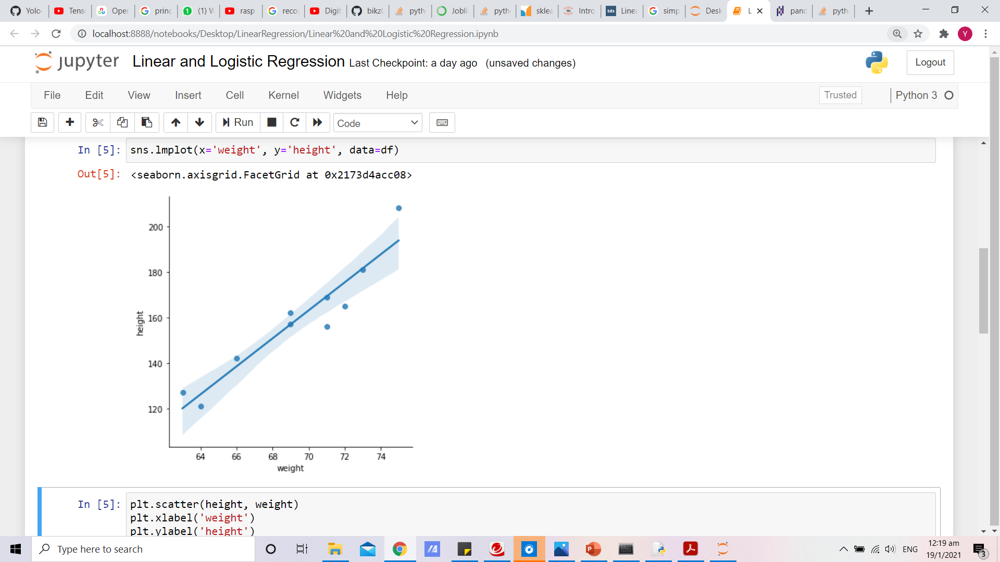 Yolo- Tens Oper princ (1) W rasp reco Digit bikz pyth Jobli pyth sklea Intro Linea simp Desk L pand pyth
localhost:8888/notebooks/Desktop/LinearRegression/Linear%20and%20Logistic%20Regression.ipynb Y
jupyter Linear and Logistic Regression Last Checkpoint: a day ago (unsaved changes) Logout
File Edit View Insert Cell Kernel Widgets Help Trusted Python 3
Run Code
In [5]: sns.lmplot(x='weight', y='height', data=df)
Out[5]: <seaborn.axisgrid.FacetGrid at 0x2173d4acc08>
200
180
160
140
120
height
64 66 68 70 72 74
weight
In [5]: plt.scatter(height, weight)
plt.xlabel('weight')
plt.ylabel('height')
Type here to search ENG 12:19 am
19/1/2021 3